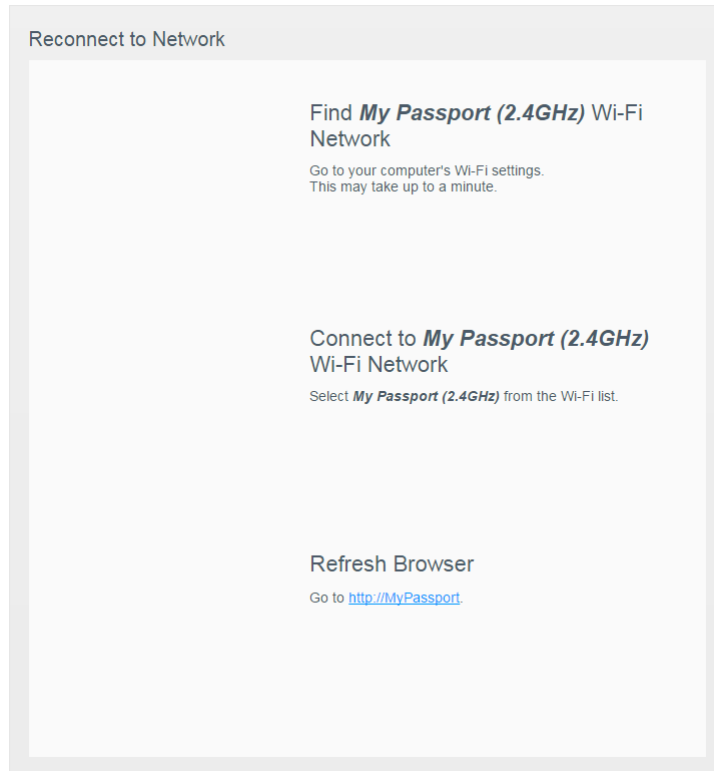 Reconnect to Network
Find My Passport (2.4GHz) Wi-Fi
Network
Go to your computer's Wi-Fi settings.
This may take up to a minute.
Connect to My Passport (2.4GHz)
Wi-Fi Network
Select My Passport (2.4GHz) from the Wi-Fi list.
Refresh Browser
Go to http://MyPassport.